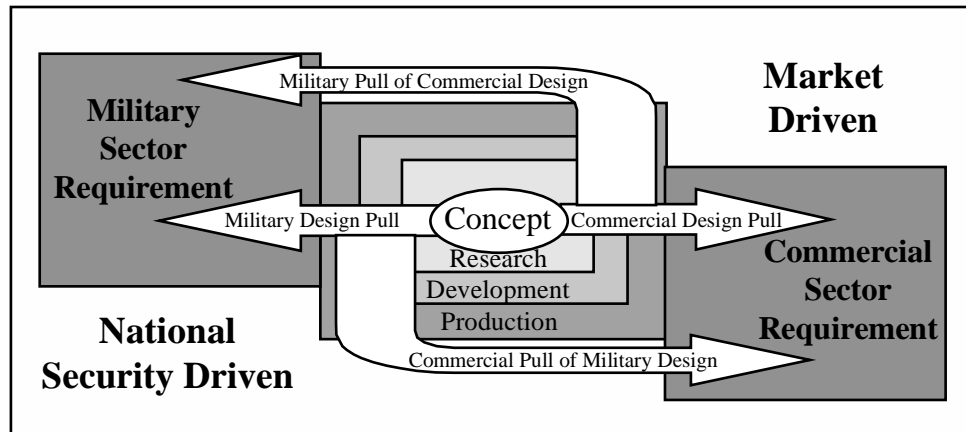 Military Pull of Commercial Design
Market
Driven
Military
Sector
Requirement
Military Design Pull
Concept
Commercial Design Pull
Research
Development
Production
Commercial
Sector
Requirement
National
Security Driven
Commercial Pull of Military Design